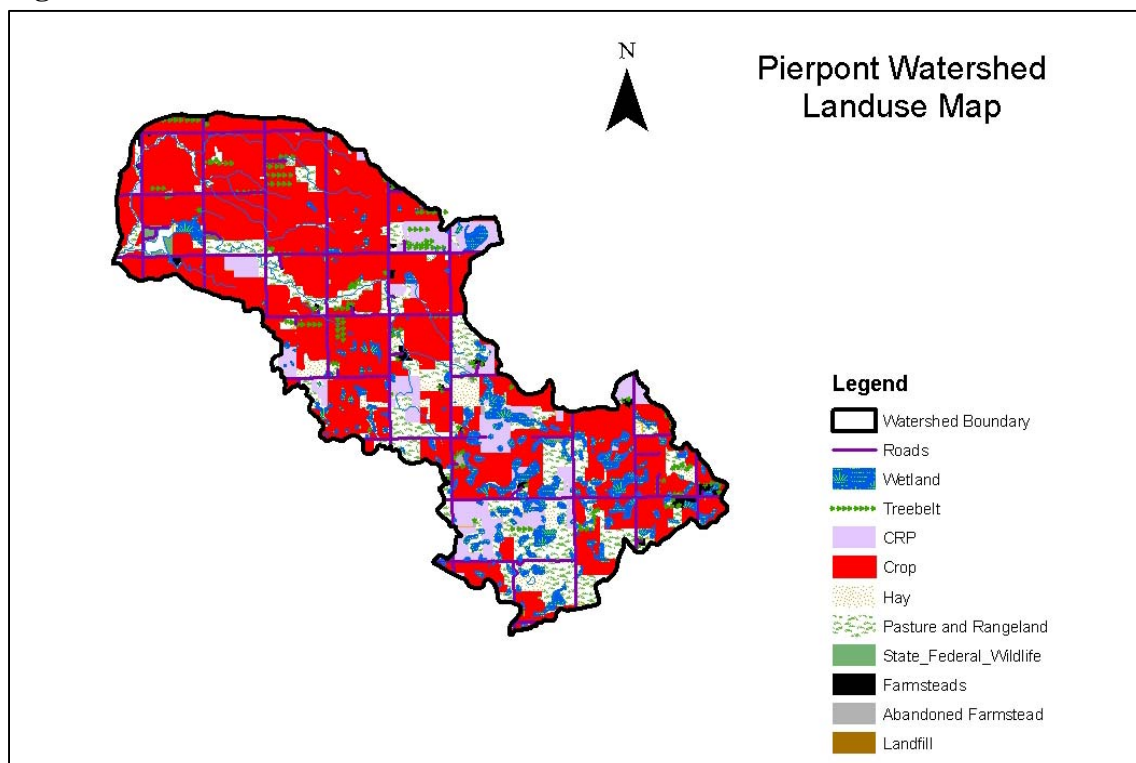 N
Pierpont Watershed
Landuse Map
Legend
Watershed Boundary
Roads
Wetland
Treebelt
CRP
Crop
Hay
Pasture and Rangeland
State_Federal_Wildlife
Farmsteads
Abandoned Farmstead
Landfill